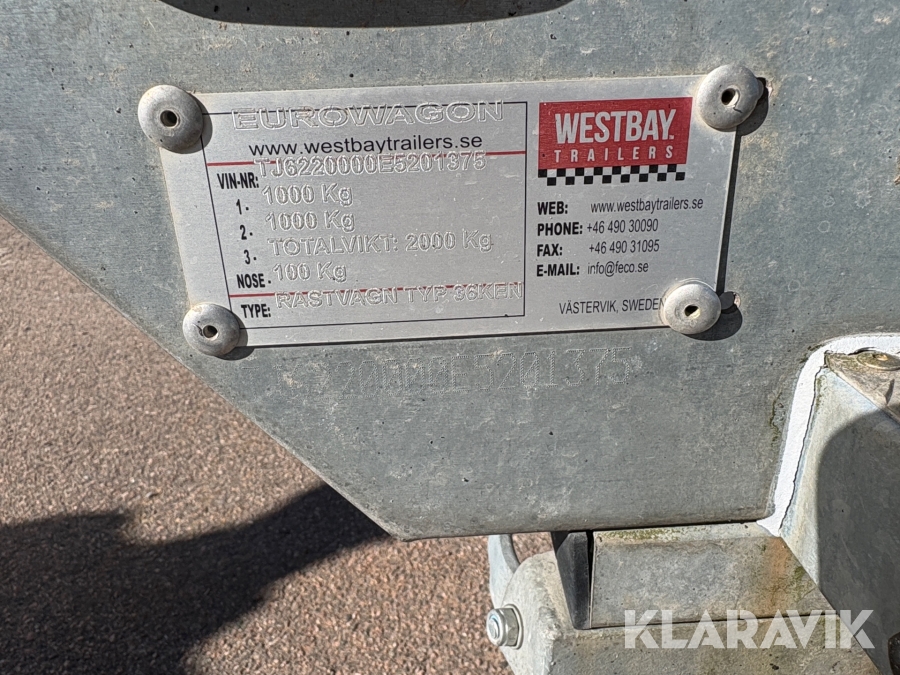 EUROWAGON
www.westbaytrailers.se
VIN-NR: TJ6220000E5201375
1. 1000 Kg
2. 1000 Kg
3. TOTALVIKT: 2000 Kg
NOSE. 100 Kg
TYPE: RASTVAGN TYP. 36KEN
WESTBAY.
TRAILERS
WEB: www.westbaytrailers.se
PHONE: +46 490 30090
FAX: +46 490 31095
E-MAIL: info@feco.se
VÄSTERVIK, SWEDEN
KLARAVIK